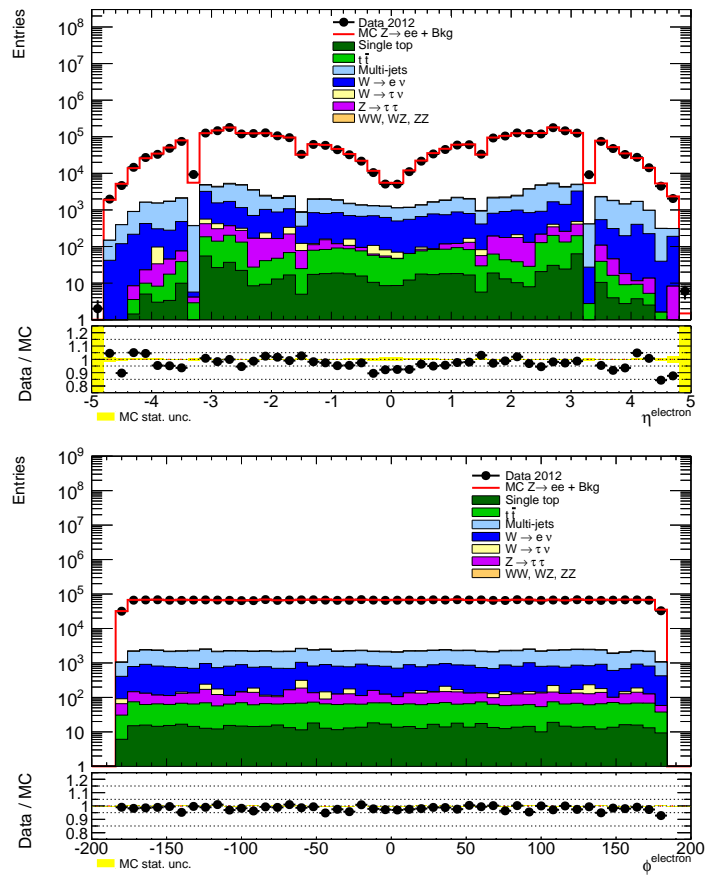 Entries
10^8
10^7
10^6
10^5
10^4
10^3
10^2
10
1
Data 2012
MC Z→ ee + Bkg
Single top
t t̄
Multi-jets
W → e ν
W → τ ν
Z → τ τ
WW, WZ, ZZ
Data / MC
1.2
1.1
1.0
0.9
0.8
-5 -4 -3 -2 -1 0 1 2 3 4 5
MC stat. unc.
η^electron
Entries
10^9
10^8
10^7
10^6
10^5
10^4
10^3
10^2
10
1
Data 2012
MC Z→ ee + Bkg
Single top
t t̄
Multi-jets
W → e ν
W → τ ν
Z → τ τ
WW, WZ, ZZ
Data / MC
1.2
1.1
1.0
0.9
0.8
-200 -150 -100 -50 0 50 100 150 200
MC stat. unc.
ϕ^electron